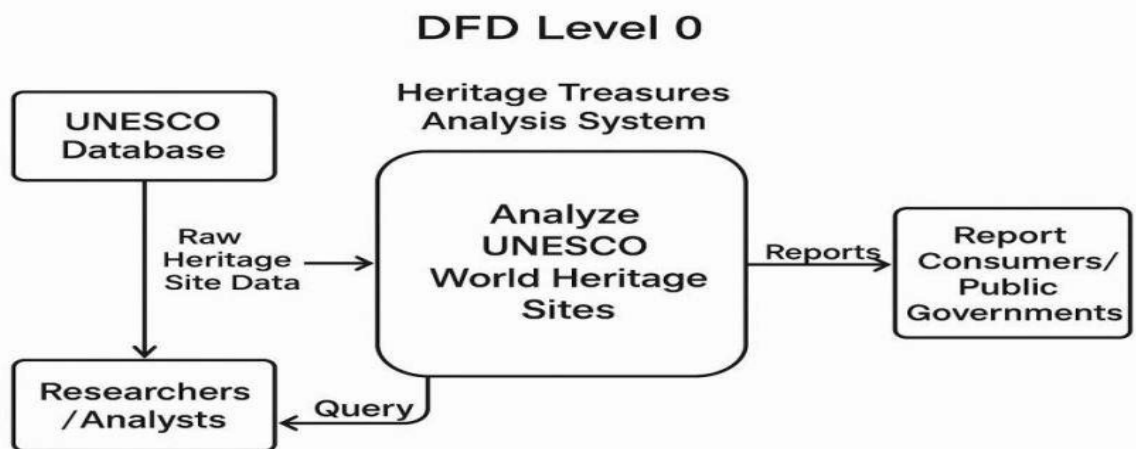 DFD Level 0
UNESCO
Database
Heritage Treasures
Analysis System
Raw
Heritage
Site Data
Analyze
UNESCO
World Heritage
Sites
Reports
Report
Consumers/
Public
Governments
Researchers
/Analysts
Query